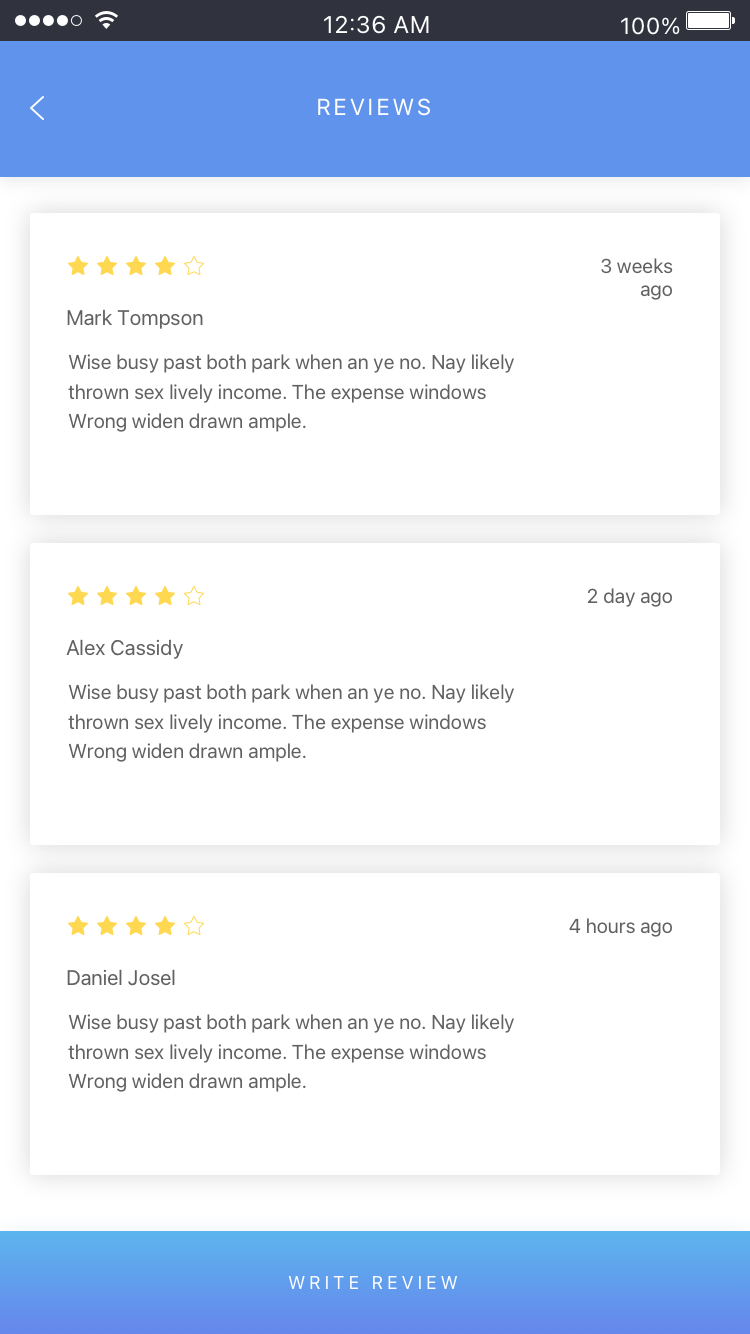 12:36 AM
100%
REVIEWS
3 weeks
ago
Mark Tompson
Wise busy past both park when an ye no. Nay likely
thrown sex lively income. The expense windows
Wrong widen drawn ample.
2 day ago
Alex Cassidy
Wise busy past both park when an ye no. Nay likely
thrown sex lively income. The expense windows
Wrong widen drawn ample.
4 hours ago
Daniel Josel
Wise busy past both park when an ye no. Nay likely
thrown sex lively income. The expense windows
Wrong widen drawn ample.
WRITE REVIEW